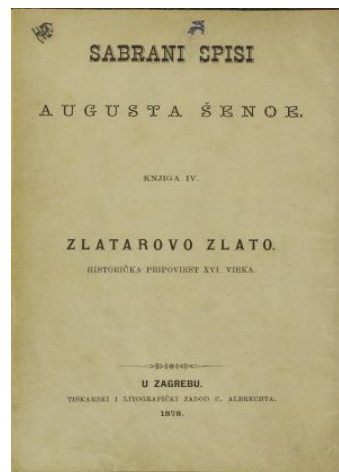 SABRANI SPISI
AUGUSTA ŠENOE.
KNJIGA IV.
ZLATAROVO ZLATO.
HISTORIČKA PRIPOVIEST XVI. VIEKA.
U ZAGREBU.
TISKARSKI I LITOGRAFIČKI ZAVOD C. ALBRECHTA.
1878.